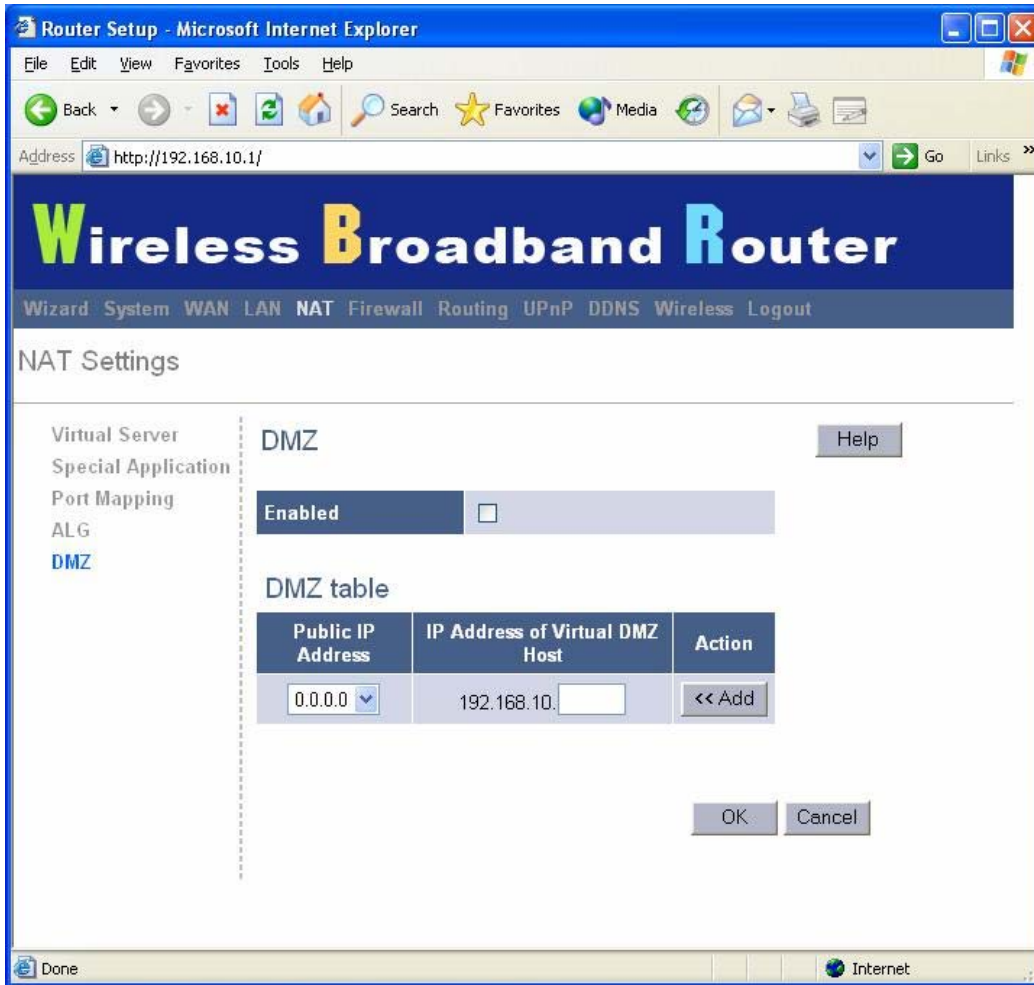 Router Setup - Microsoft Internet Explorer
File Edit View Favorites Tools Help
Back Search Favorites Media
Address http://192.168.10.1/ Go Links »
Wireless Broadband Router
Wizard System WAN LAN NAT Firewall Routing UPnP DDNS Wireless Logout
NAT Settings
Virtual Server
Special Application
Port Mapping
ALG
DMZ
DMZ
Help
Enabled
DMZ table
Public IP Address
IP Address of Virtual DMZ Host
Action
0.0.0.0
192.168.10.
<< Add
OK Cancel
Done Internet